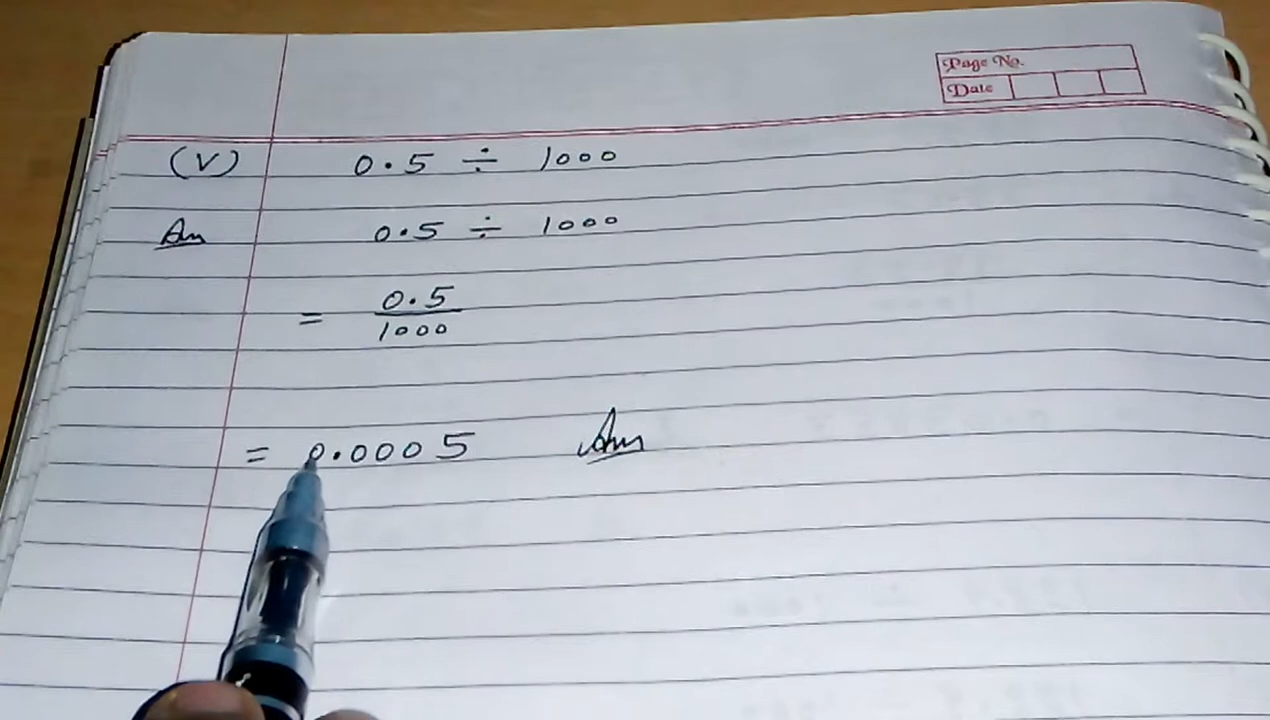 Page No.
Date
(V) 0.5 ÷ 1000
Ans 0.5 ÷ 1000
= 0.5/1000
= 0.0005 Ans